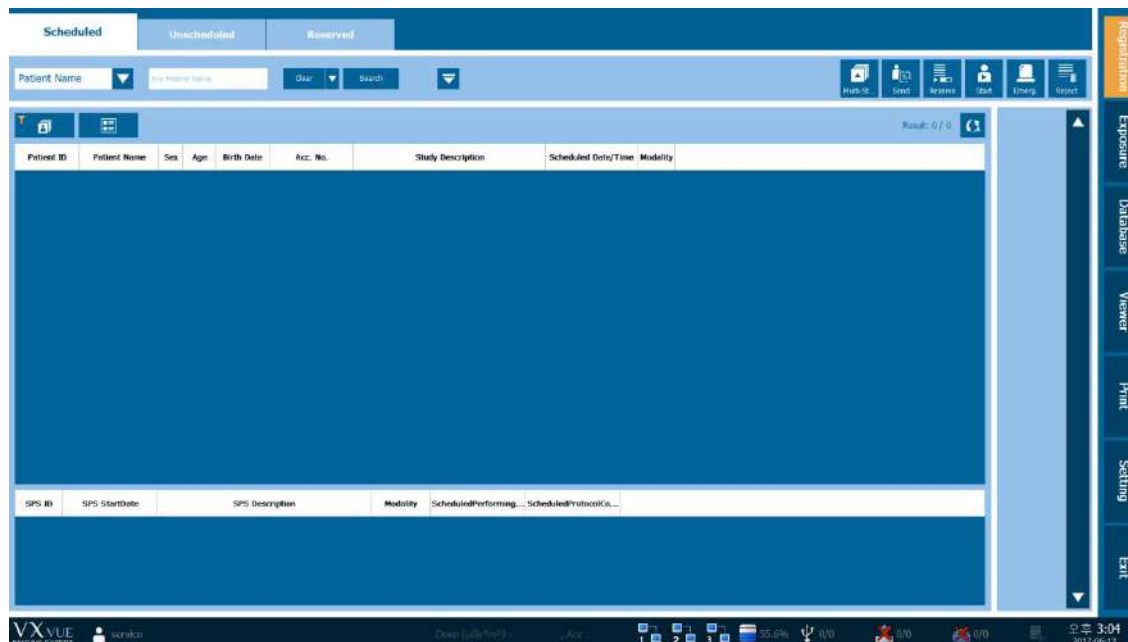 Scheduled
Unscheduled
Reserved
Patient Name
Clear
Search
Multi-St...
Send
Reserve
Start
Emerg.
Reject
Result: 0 / 0
Patient ID
Patient Name
Sex
Age
Birth Date
Acc. No.
Study Description
Scheduled Date/Time
Modality
SPS ID
SPS StartDate
SPS Description
Modality
ScheduledPerforming...
ScheduledProtocolCo...
Registration
Exposure
Database
Viewer
Print
Setting
Exit
VXVUE
service
1
2
3
55.6%
0/0
0/0
0/0
오후 3:04